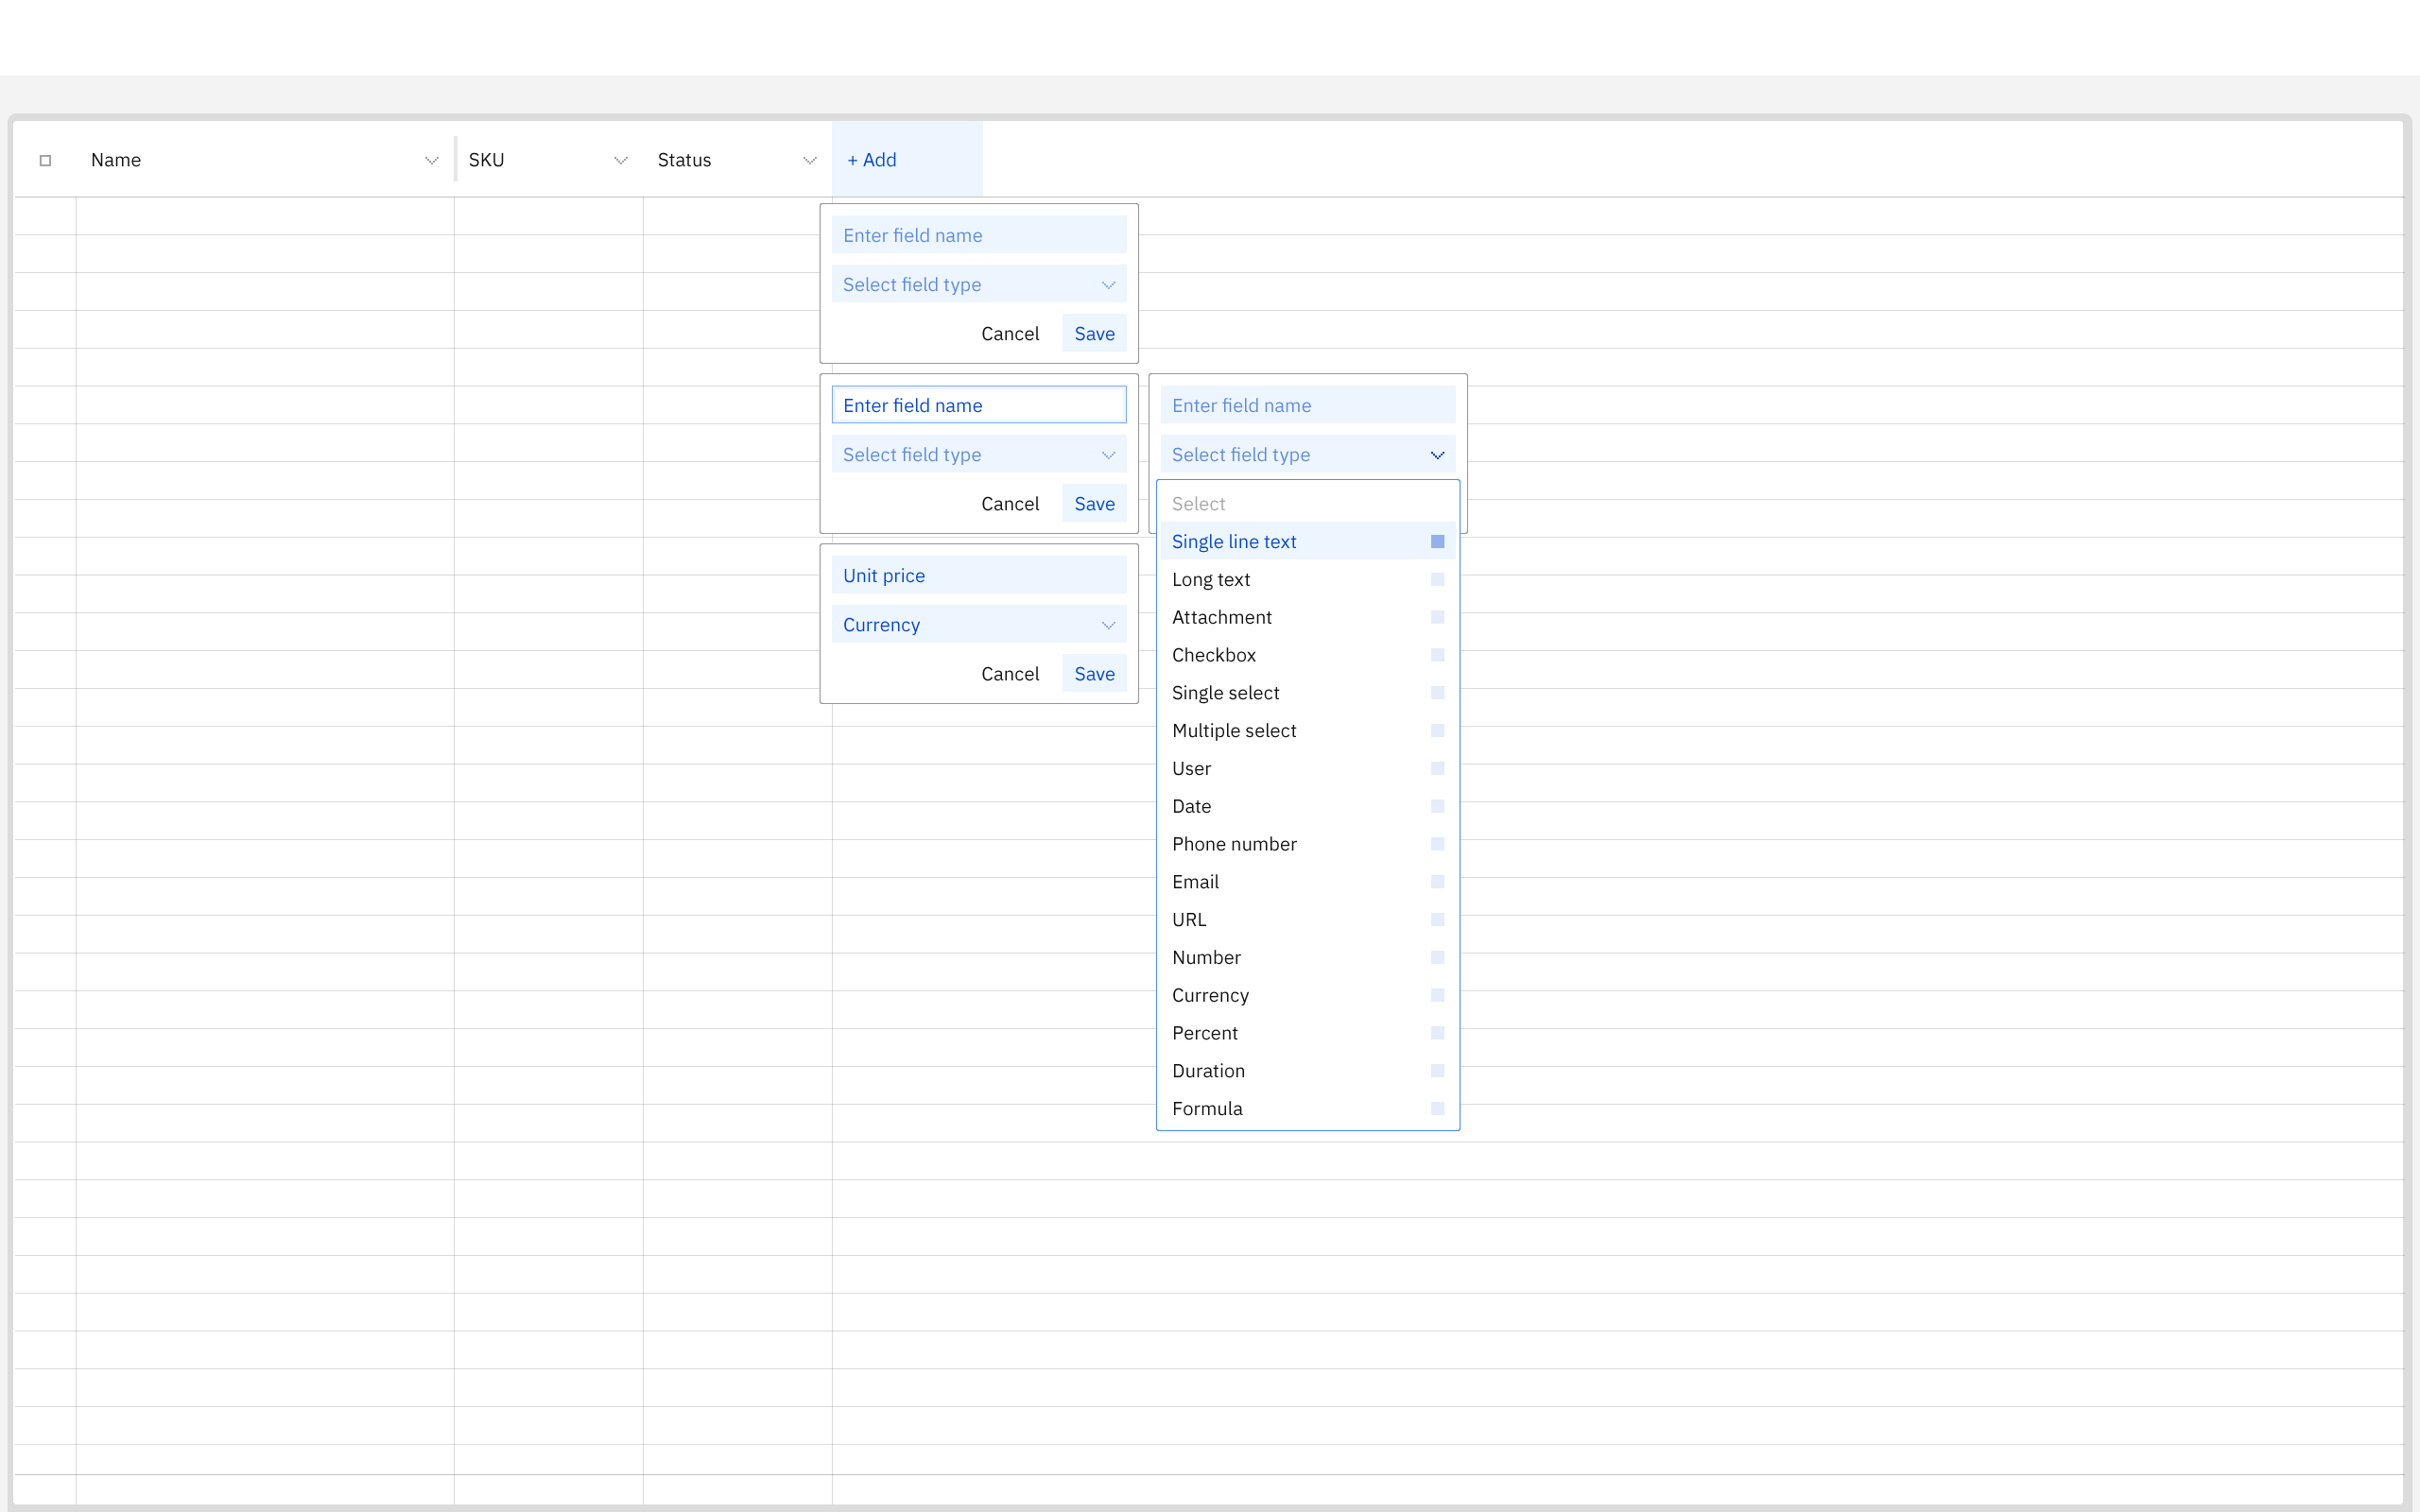 Name
SKU
Status
+ Add
Enter field name
Select field type
Cancel
Save
Enter field name
Select field type
Cancel
Save
Unit price
Currency
Cancel
Save
Enter field name
Select field type
Select
Single line text
Long text
Attachment
Checkbox
Single select
Multiple select
User
Date
Phone number
Email
URL
Number
Currency
Percent
Duration
Formula